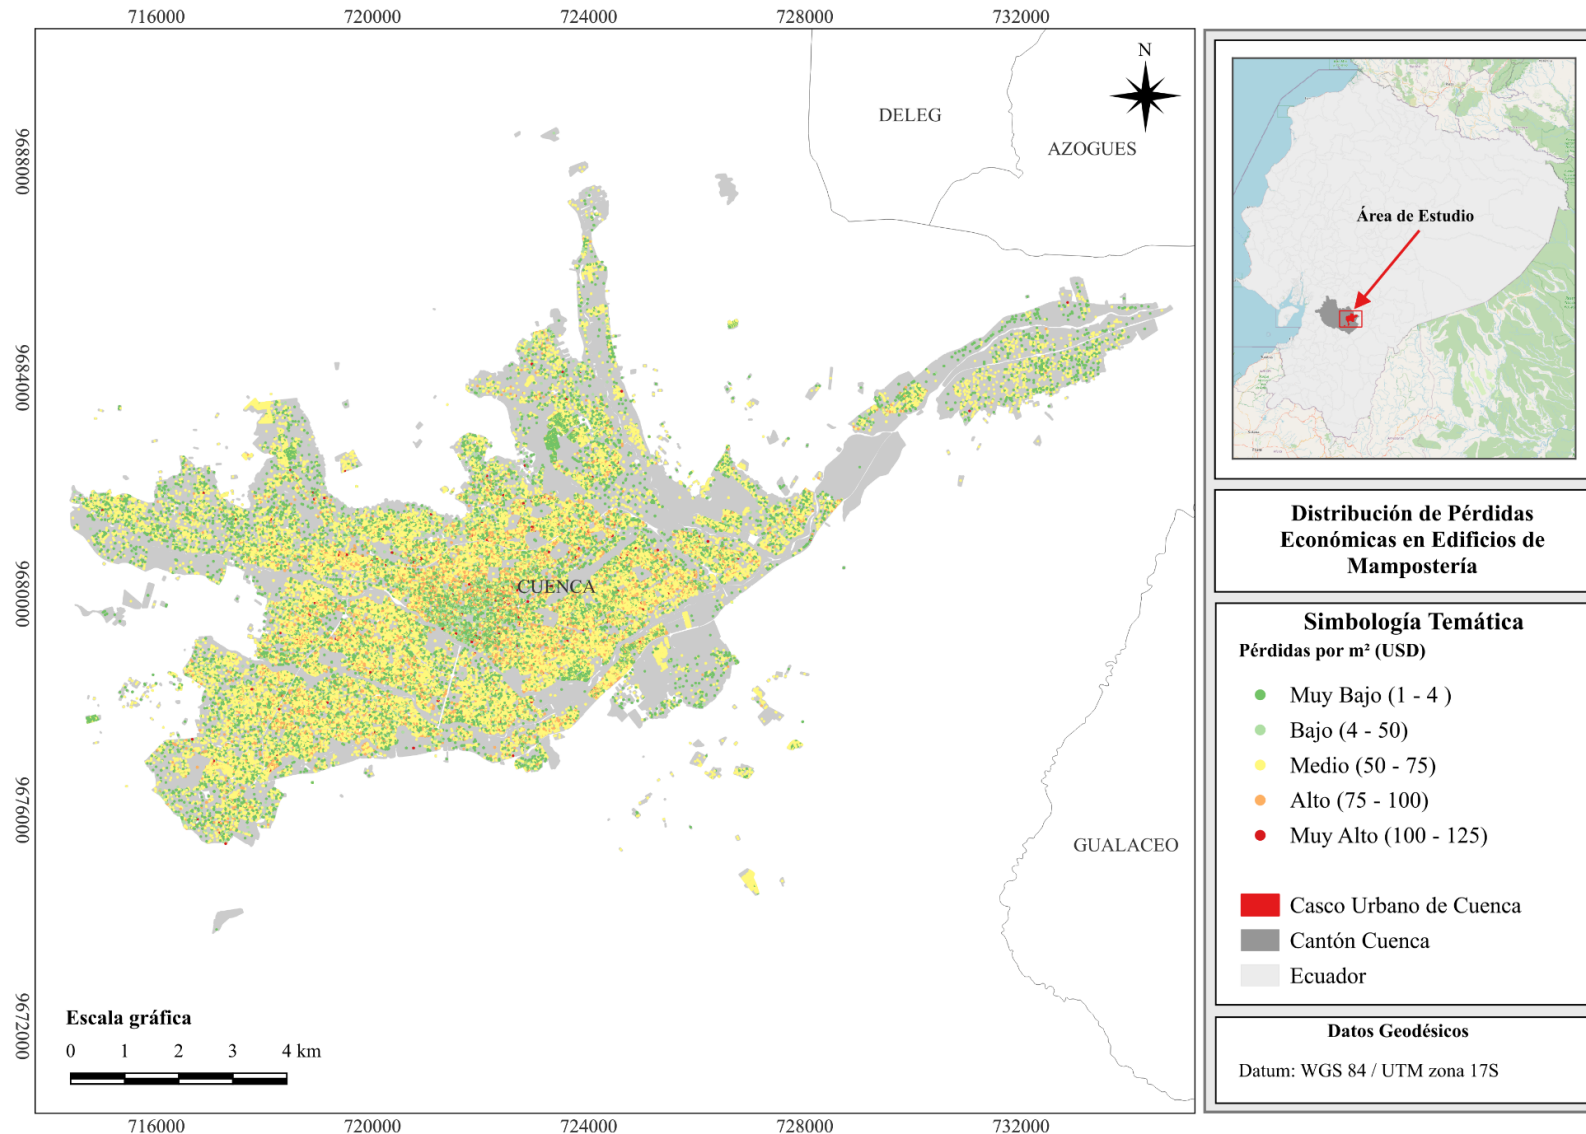 716000 720000 724000 728000 732000
9688000
9684000
9680000
9676000
9672000
N
DELEG
AZOGUES
CUENCA
GUALACEO
Escala gráfica
0 1 2 3 4 km
716000 720000 724000 728000 732000
Área de Estudio
Distribución de Pérdidas
Económicas en Edificios de
Mampostería
Simbología Temática
Pérdidas por m² (USD)
Muy Bajo (1 - 4 )
Bajo (4 - 50)
Medio (50 - 75)
Alto (75 - 100)
Muy Alto (100 - 125)
Casco Urbano de Cuenca
Cantón Cuenca
Ecuador
Datos Geodésicos
Datum: WGS 84 / UTM zona 17S